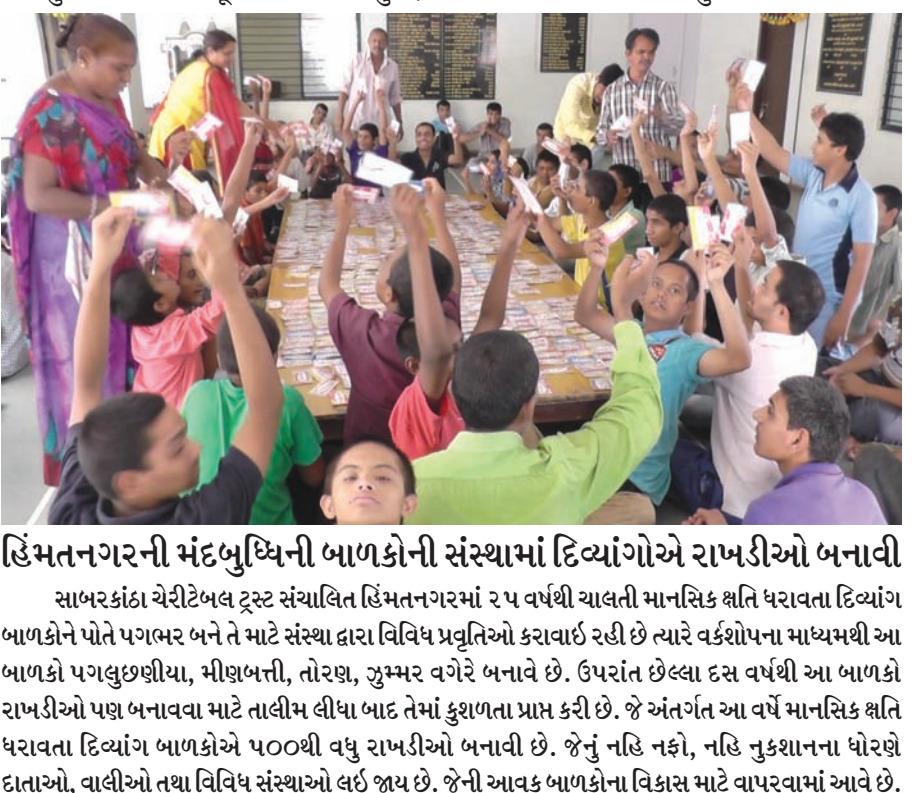 હિંમતનગરની મંદબુધ્ધિની બાળકોની સંસ્થામાં દિવ્યાંગોએ રાખડીઓ બનાવી
સાબરકાંઠા ચેરીટેબલ ટ્રસ્ટ સંચાલિત હિંમતનગરમાં ૨૫ વર્ષથી ચાલતી માનસિક ક્ષતિ ધરાવતા દિવ્યાંગ
બાળકોને પોતે પગભર બને તે માટે સંસ્થા દ્વારા વિવિધ પ્રવૃતિઓ કરાવાઇ રહી છે ત્યારે વર્કશોપના માધ્યમથી આ
બાળકો પગલુછણીયા, મીણબત્તી, તોરણ, ઝુમ્મર વગેરે બનાવે છે. ઉપરાંત છેલ્લા દસ વર્ષથી આ બાળકો
રાખડીઓ પણ બનાવવા માટે તાલીમ લીધા બાદ તેમાં કુશળતા પ્રાપ્ત કરી છે. જે અંતર્ગત આ વર્ષે માનસિક ક્ષતિ
ધરાવતા દિવ્યાંગ બાળકોએ ૫૦૦થી વધુ રાખડીઓ બનાવી છે. જેનું નહિ નફો, નહિ નુકશાનના ધોરણે
દાતાઓ, વાલીઓ તથા વિવિધ સંસ્થાઓ લઇ જાય છે. જેની આવક બાળકોના વિકાસ માટે વાપરવામાં આવે છે.